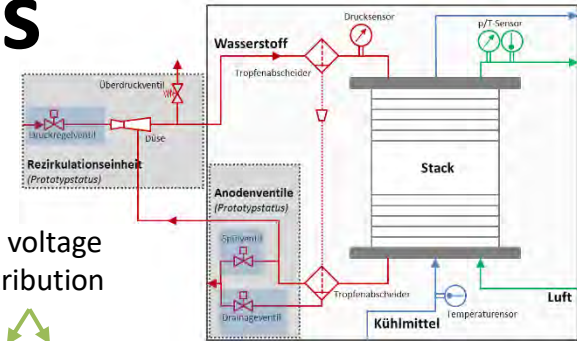 s
Drucksensor
p/T-Sensor
Wasserstoff
Tropfenabscheider
Überdruckventil
Druckregelventil
Düse
Rezirkulationseinheit
(Prototypstatus)
Stack
Anodenventile
(Prototypstatus)
voltage
ribution
Spülventil
Tropfenabscheider
Drainageventil
Luft
Temperatursensor
Kühlmittel